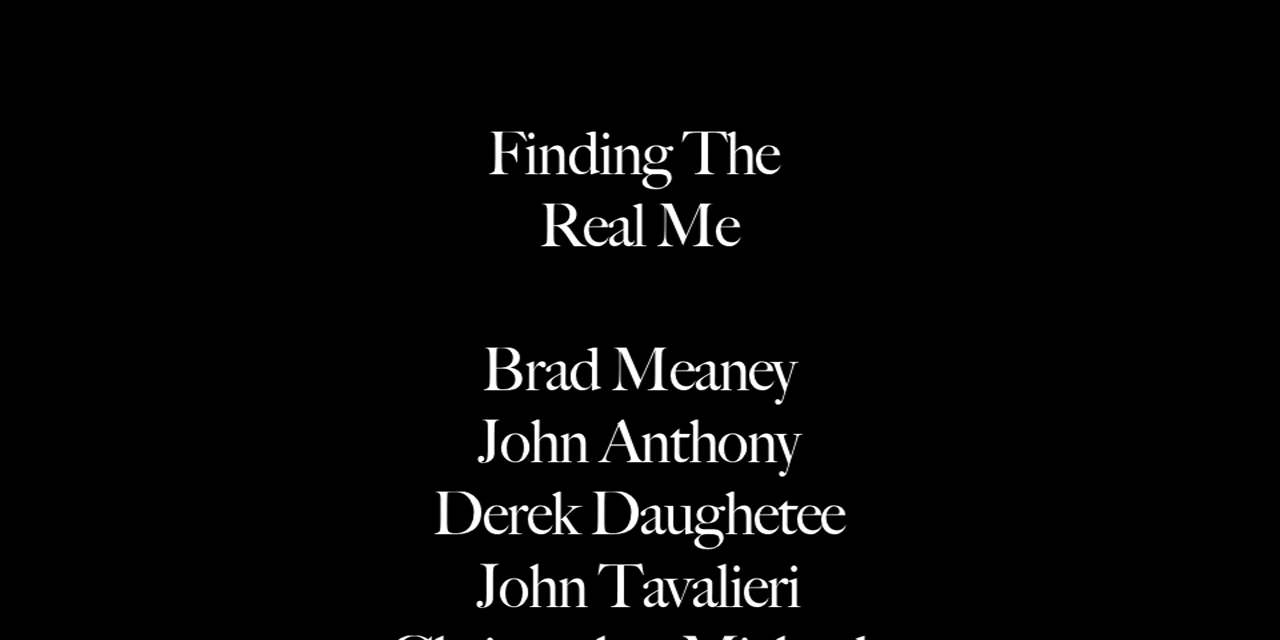 Finding The
Real Me
Brad Meaney
John Anthony
Derek Daughetee
John Tavalieri